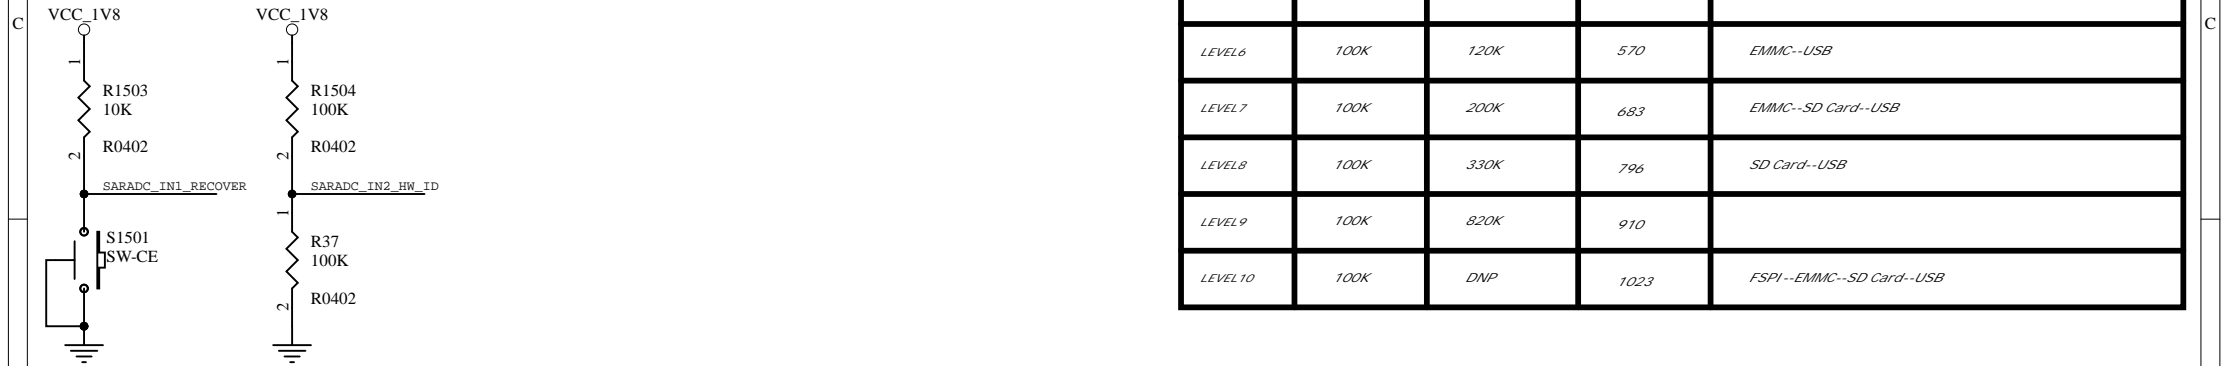 C
VCC_1V8
VCC_1V8
C
1
1
R1503
10K
R1504
100K
2
R0402
2
R0402
SARADC_IN1_RECOVER
SARADC_IN2_HW_ID
1
S1501
SW-CE
R37
100K
2
R0402
LEVEL6 100K 120K 570 EMMC--USB
LEVEL7 100K 200K 683 EMMC--SD Card--USB
LEVEL8 100K 330K 796 SD Card--USB
LEVEL9 100K 820K 910
LEVEL10 100K DNP 1023 FSPI--EMMC--SD Card--USB